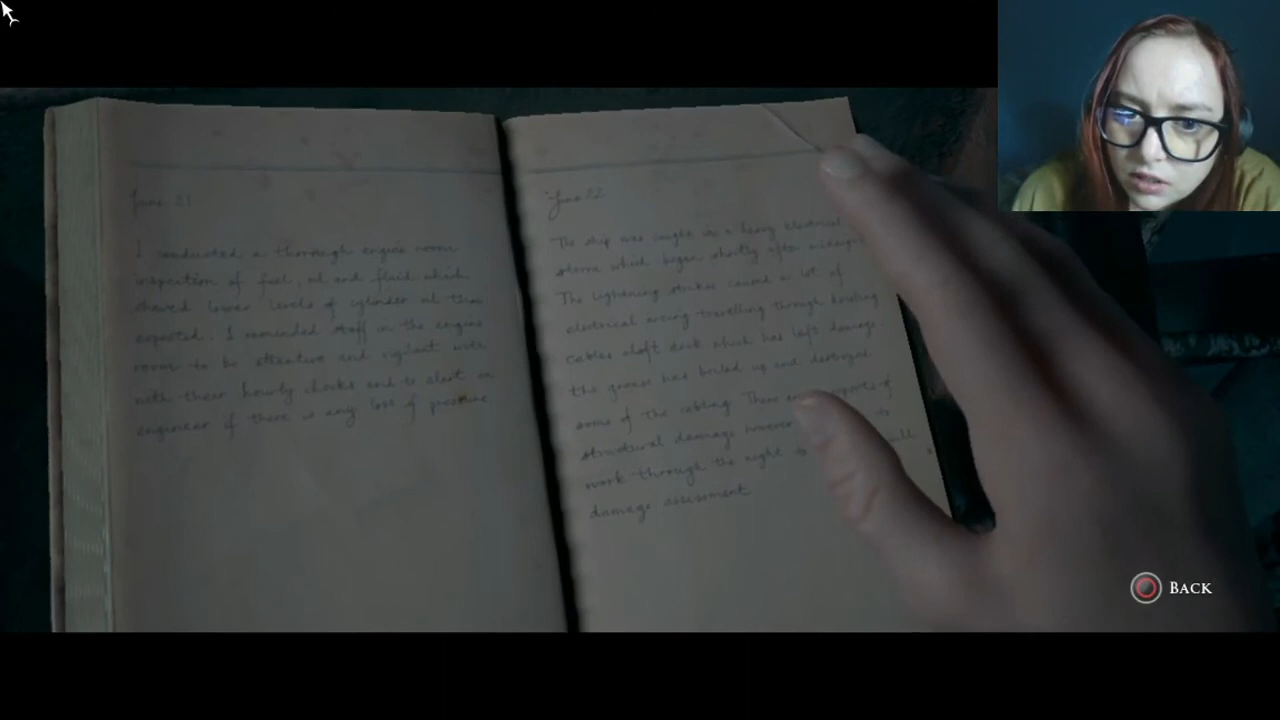 June 21
I conducted a thorough engine room
inspection of fuel, oil and fluid which
showed lower levels of cylinder oil than
expected. I reminded staff in the engine
room to be attentive and vigilant with
with their hourly checks and to alert an
engineer if there is any loss of pressure
June 22
The ship was caught in a heavy electrical
storm which began shortly after midnight
The lightning strikes caused a lot of
electrical arcing travelling through
cables aloft deck which has left damage.
the grease has boiled up and destroyed
some of the cabling. There reports of
structural damage however to
work through the night
damage assessment
BACK